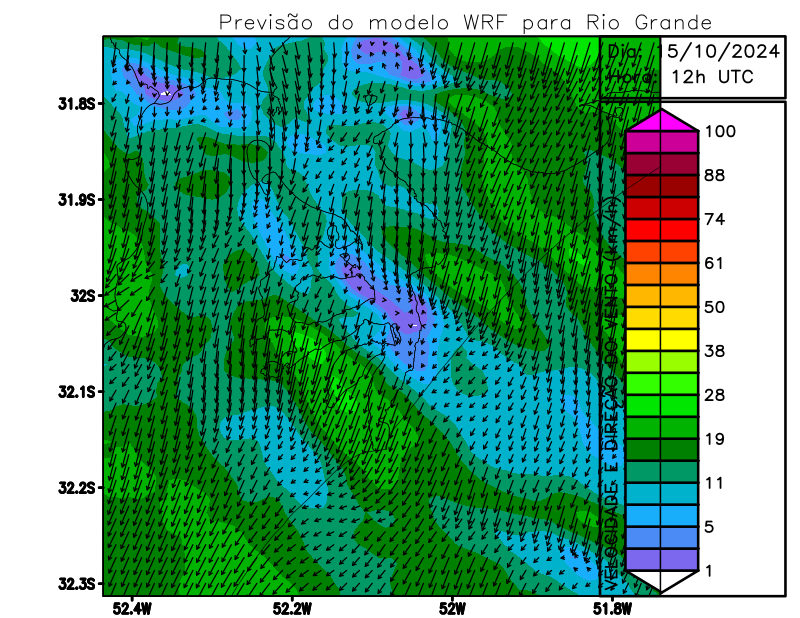 Previsão do modelo WRF para Rio Grande
Dia: 15/10/2024
Hora: 12h UTC
VELOCIDADE E DIREÇÃO DO VENTO (km/h)
100
88
74
61
50
38
28
19
11
5
1
31.8S
31.9S
32S
32.1S
32.2S
32.3S
52.4W
52.2W
52W
51.8W